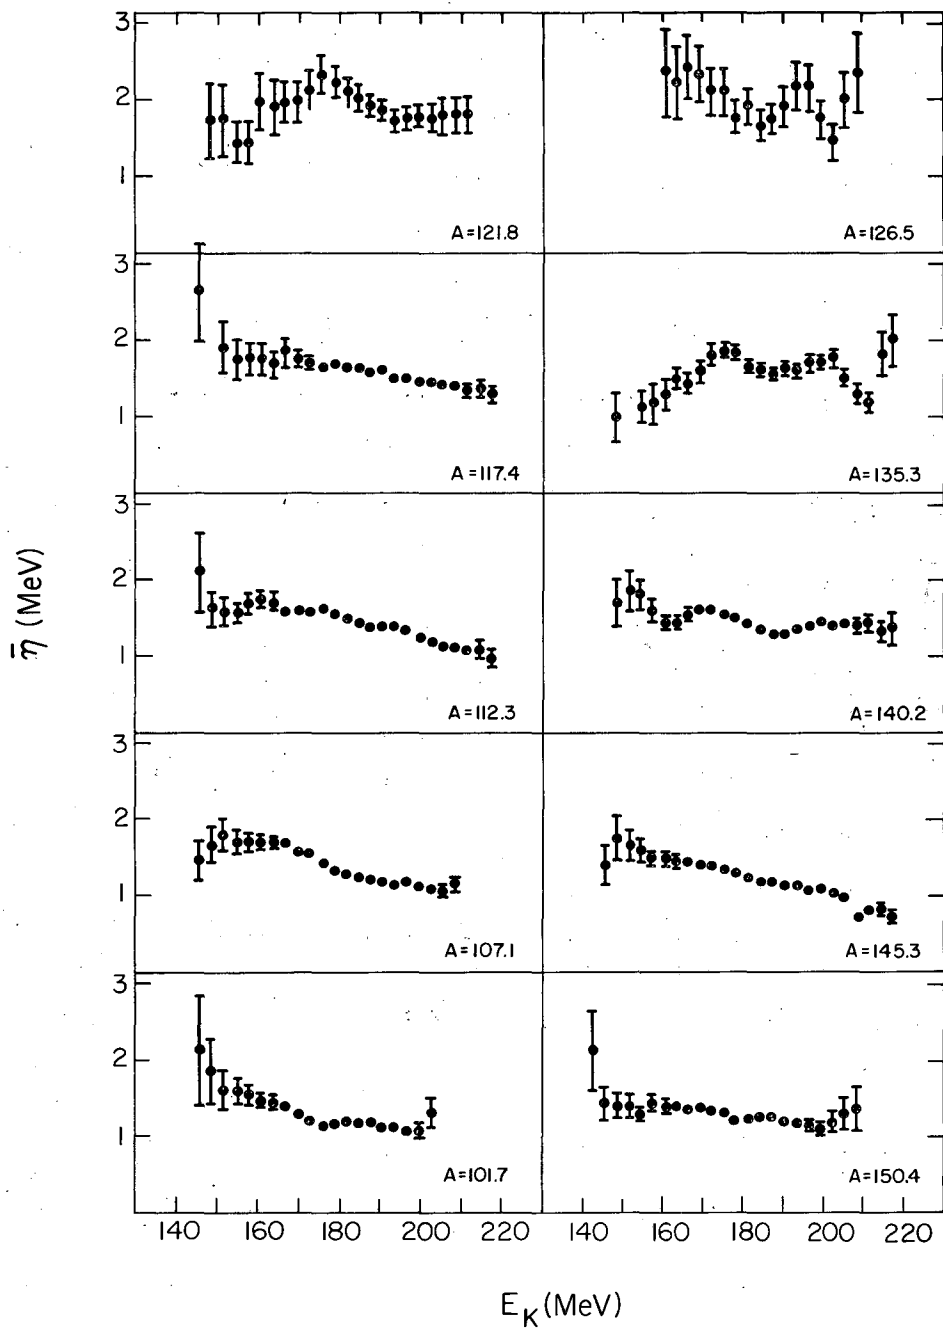 3
2
1
A=121.8
A=126.5
3
2
1
A=117.4
A=135.3
3
2
1
A=112.3
A=140.2
3
2
1
A=107.1
A=145.3
3
2
1
A=101.7
A=150.4
140 160 180 200 220 140 160 180 200 220
η̄ (MeV)
E_K (MeV)